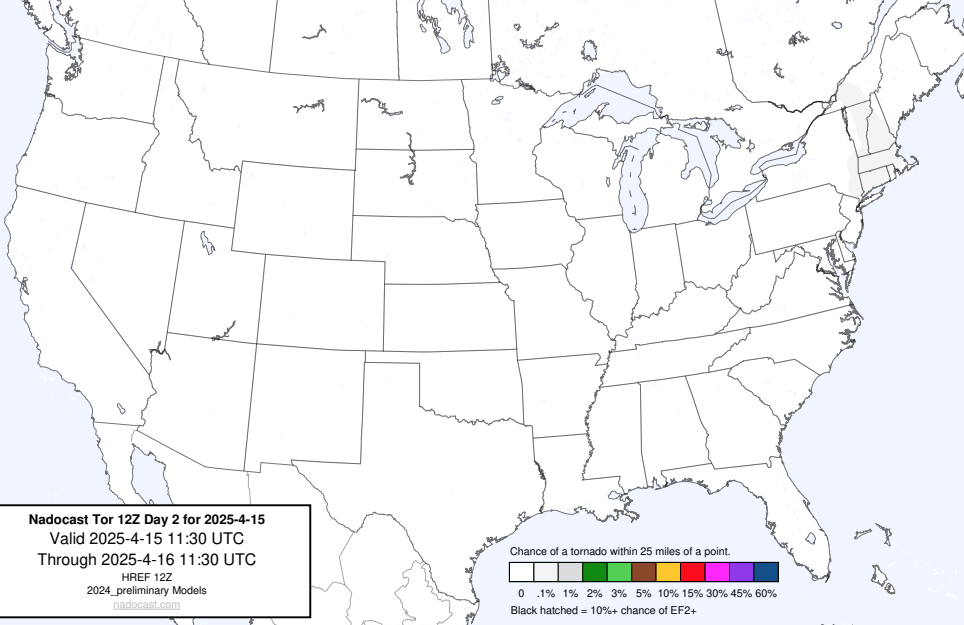 Nadocast Tor 12Z Day 2 for 2025-4-15
Valid 2025-4-15 11:30 UTC
Through 2025-4-16 11:30 UTC
HREF 12Z
2024_preliminary Models
nadocast.com
Chance of a tornado within 25 miles of a point.
0 .1% 1% 2% 3% 5% 10% 15% 30% 45% 60%
Black hatched = 10%+ chance of EF2+